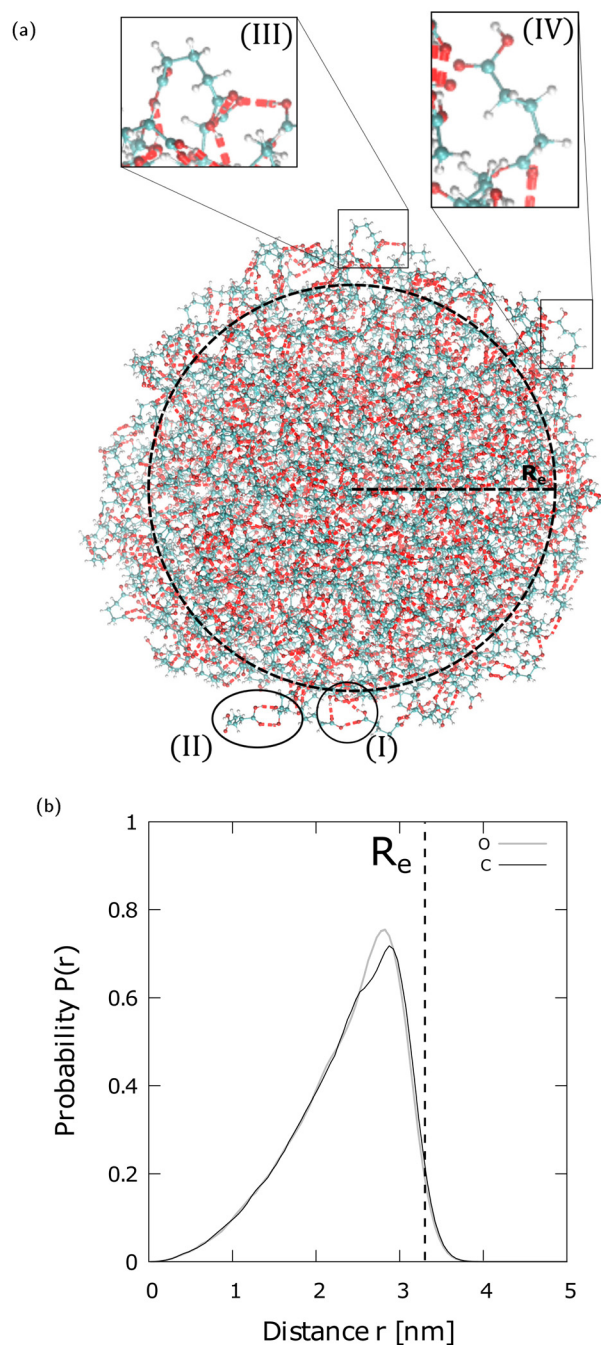 (a)
(III)
(IV)
Re
(II)
(I)
(b)
Re
O
C
1
0.8
0.6
0.4
0.2
0
Probability P(r)
0 1 2 3 4 5
Distance r [nm]